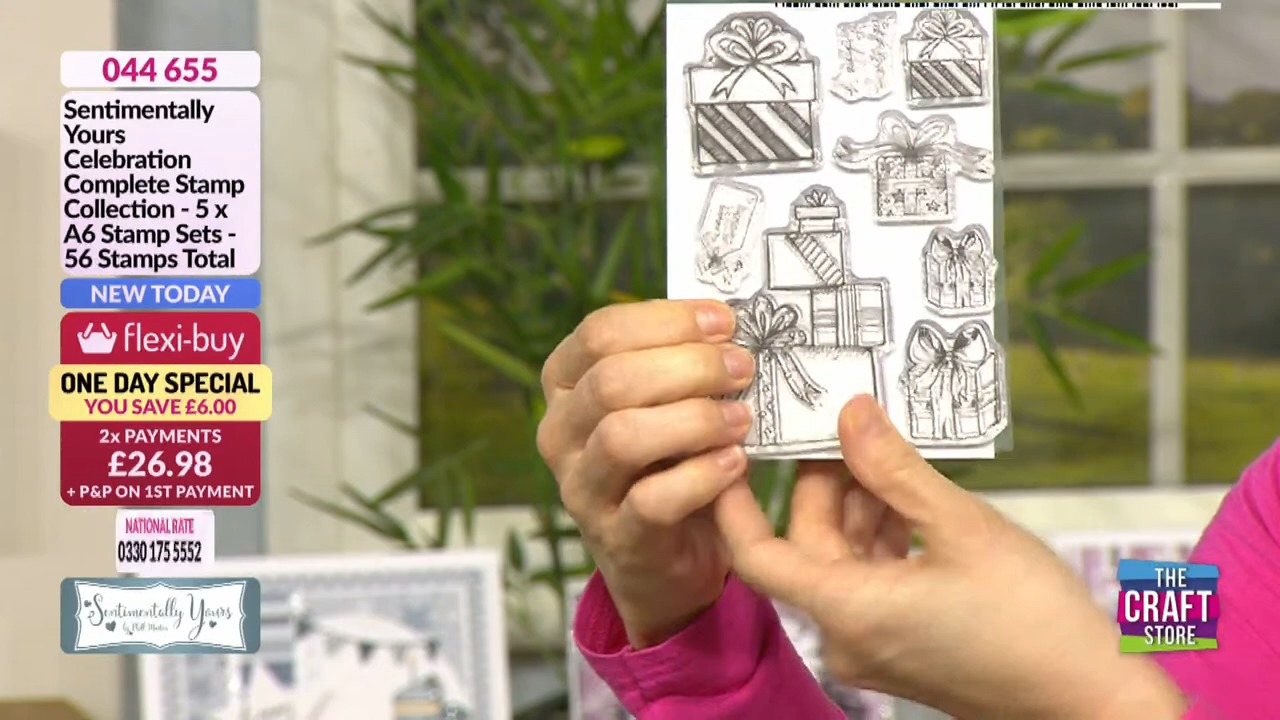 044 655
Sentimentally
Yours
Celebration
Complete Stamp
Collection - 5 x
A6 Stamp Sets -
56 Stamps Total
NEW TODAY
flexi-buy
ONE DAY SPECIAL
YOU SAVE £6.00
2x PAYMENTS
£26.98
+ P&P ON 1ST PAYMENT
NATIONAL RATE
0330 175 5552
Sentimentally Yours
THE
CRAFT
STORE